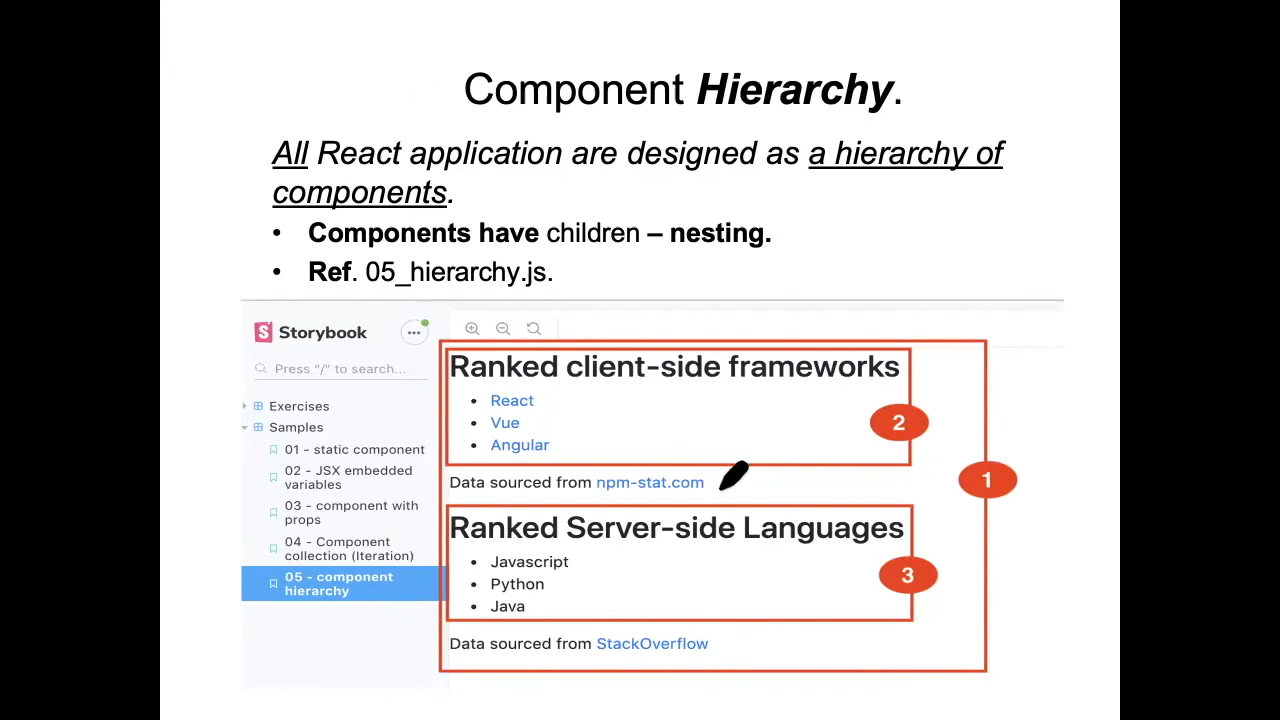 Component Hierarchy.
All React application are designed as a hierarchy of
components.
• Components have children – nesting.
• Ref. 05_hierarchy.js.
S Storybook
Press "/" to search...
Exercises
Samples
01 - static component
02 - JSX embedded
variables
03 - component with
props
04 - Component
collection (Iteration)
05 - component
hierarchy
Ranked client-side frameworks
• React
• Vue
• Angular
2
Data sourced from npm-stat.com
1
Ranked Server-side Languages
• Javascript
• Python
• Java
3
Data sourced from StackOverflow